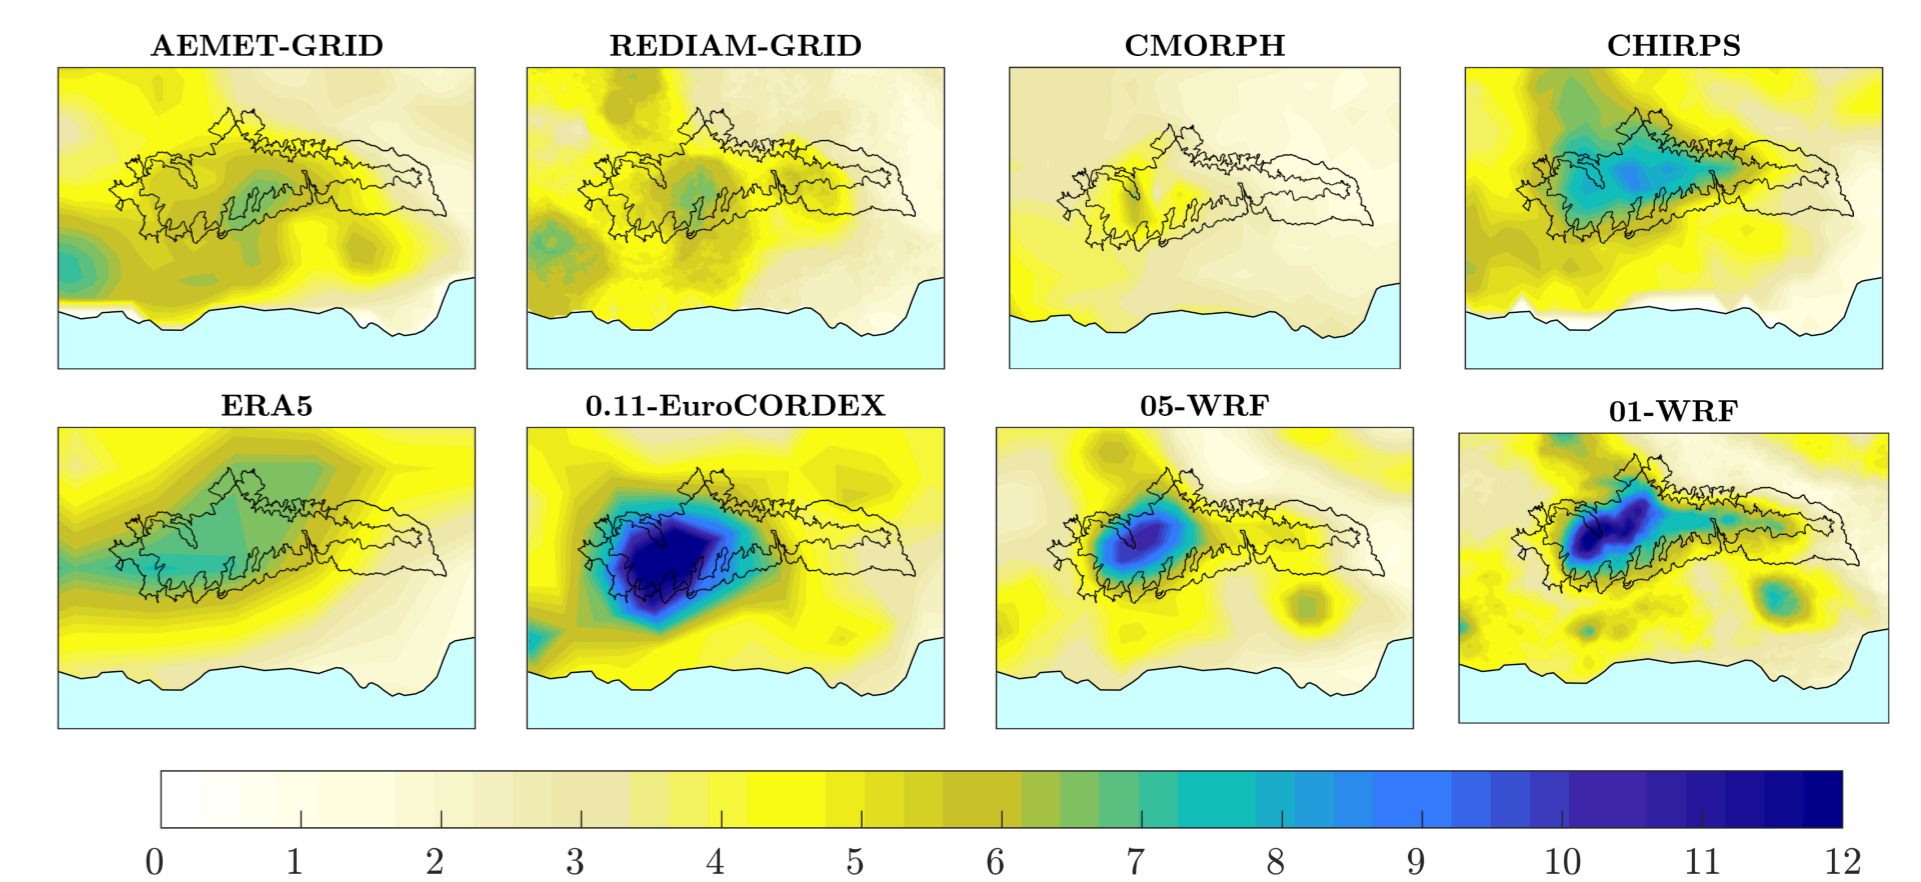 AEMET-GRID REDIAM-GRID CMORPH CHIRPS
ERA5 0.11-EuroCORDEX 05-WRF 01-WRF
0 1 2 3 4 5 6 7 8 9 10 11 12